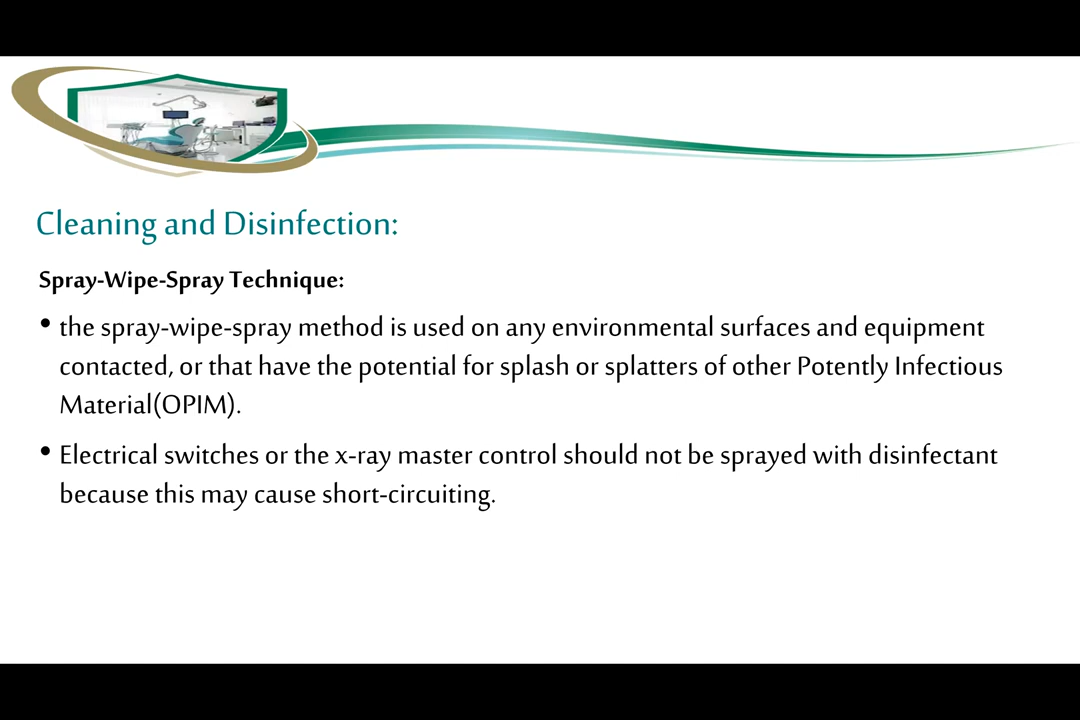 Cleaning and Disinfection:
Spray-Wipe-Spray Technique:
• the spray-wipe-spray method is used on any environmental surfaces and equipment
contacted, or that have the potential for splash or splatters of other Potently Infectious
Material(OPIM).
• Electrical switches or the x-ray master control should not be sprayed with disinfectant
because this may cause short-circuiting.